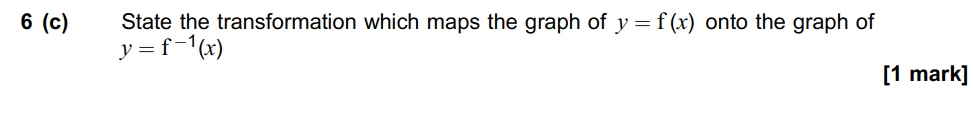 6 (c) State the transformation which maps the graph of y = f (x) onto the graph of
y = f⁻¹(x)
[1 mark]